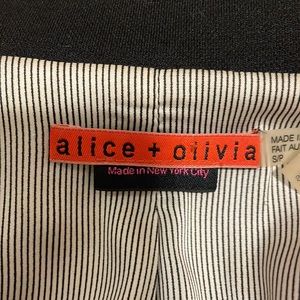 alice + olivia
Made in New York City
MADE
FAIT AU
S/P